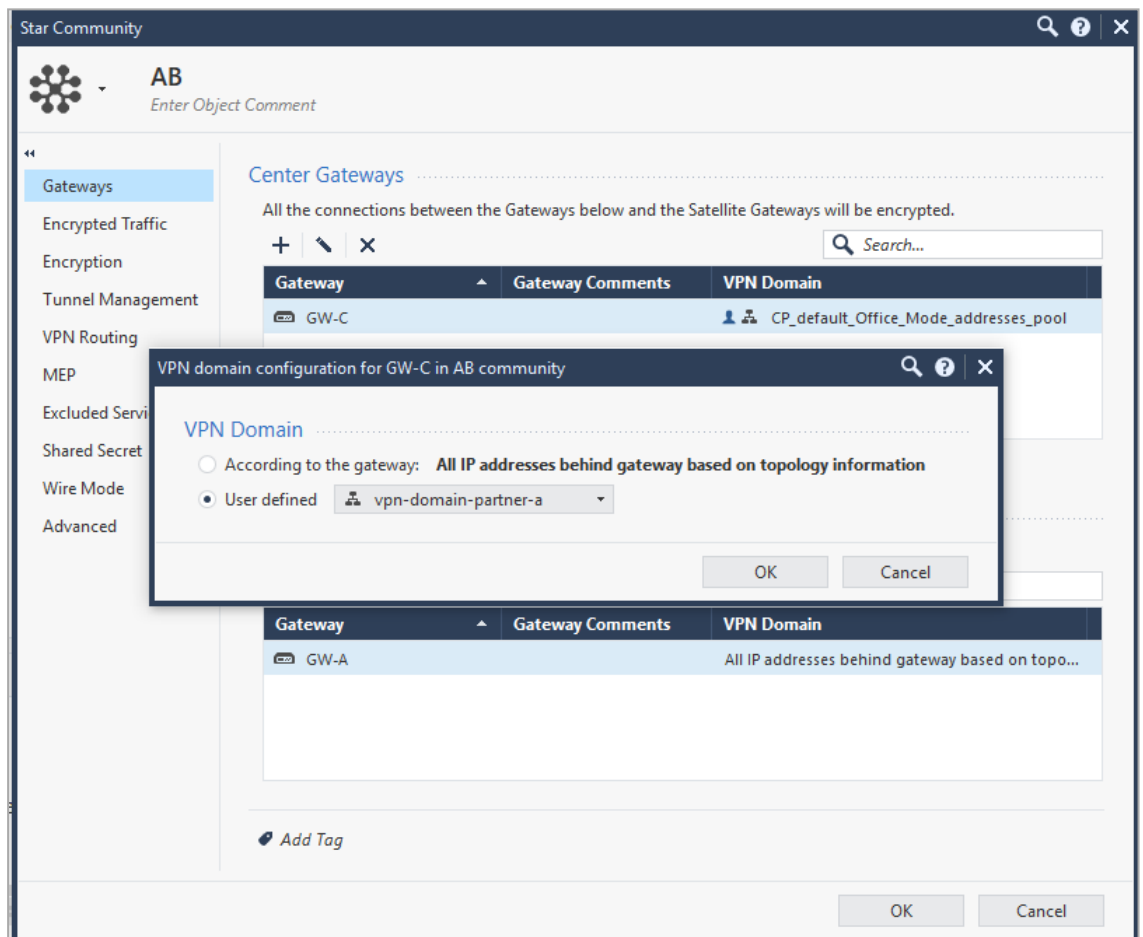 Star Community
AB
Enter Object Comment
Gateways
Encrypted Traffic
Encryption
Tunnel Management
VPN Routing
MEP
Excluded Servi
Shared Secret
Wire Mode
Advanced
Center Gateways
All the connections between the Gateways below and the Satellite Gateways will be encrypted.
Search...
Gateway Gateway Comments VPN Domain
GW-C CP_default_Office_Mode_addresses_pool
VPN domain configuration for GW-C in AB community
VPN Domain
According to the gateway: All IP addresses behind gateway based on topology information
User defined vpn-domain-partner-a
OK Cancel
Gateway Gateway Comments VPN Domain
GW-A All IP addresses behind gateway based on topo...
Add Tag
OK Cancel